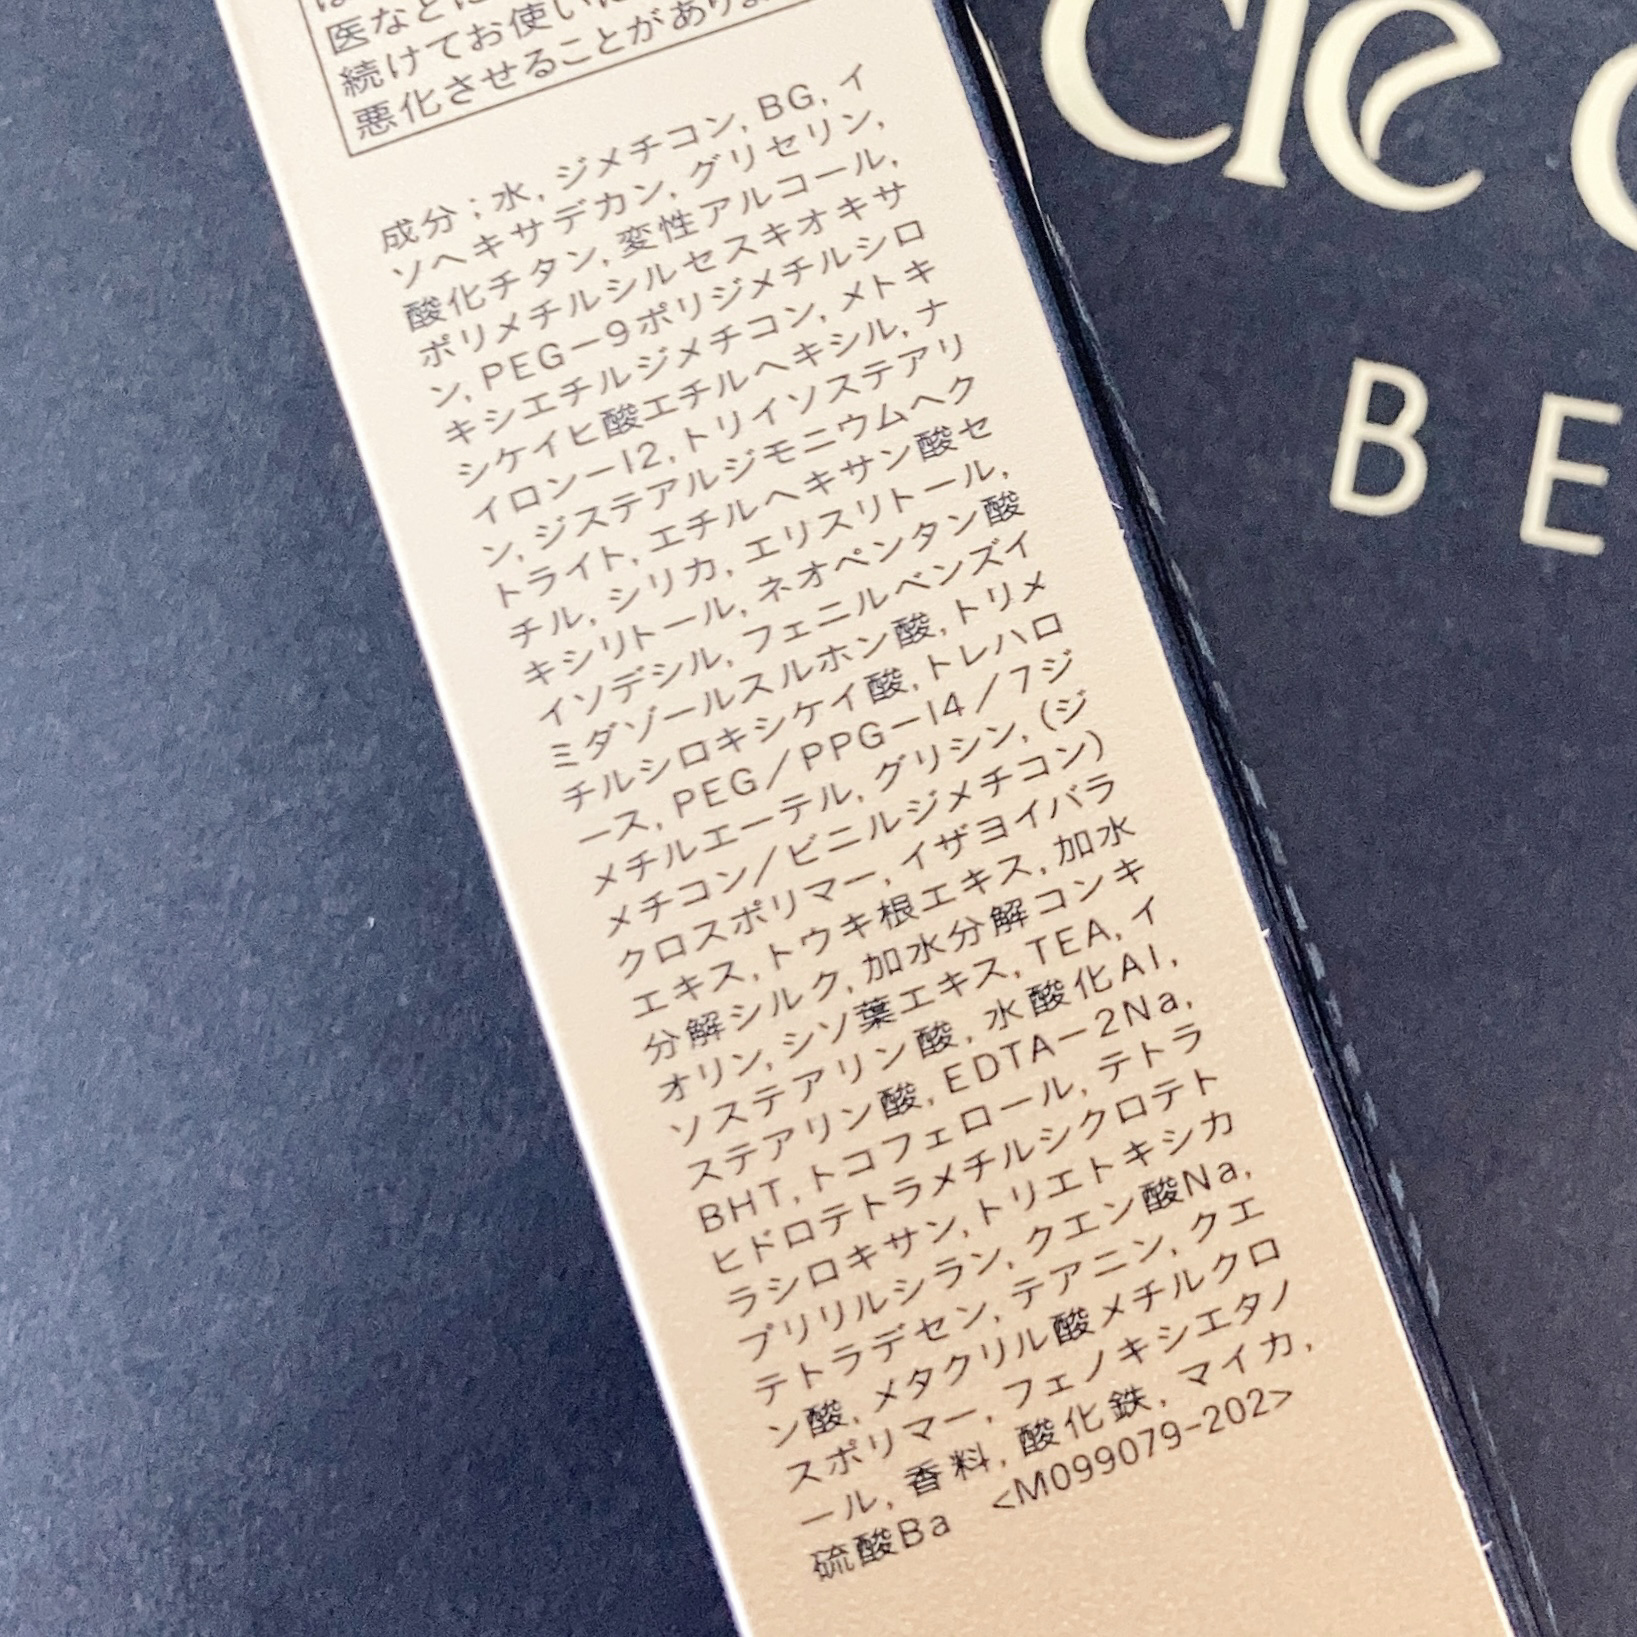 医などに
続けてお使いに
悪化させることがあり
成分；水, ジメチコン, BG, イ
ソヘキサデカン, グリセリン,
酸化チタン, 変性アルコール,
ポリメチルシルセスキオキサ
ン, PEG－9ポリジメチルシロ
キシエチルジメチコン, メトキ
シケイヒ酸エチルヘキシル, ナ
イロン－12, トリイソステアリ
ン, ジステアルジモニウムヘク
トライト, エチルヘキサン酸セ
チル, シリカ, エリスリトール,
キシリトール, ネオペンタン酸
イソデシル, フェニルベンズイ
ミダゾールスルホン酸, トリメ
チルシロキシケイ酸, トレハロ
ース, PEG／PPG－14／7ジ
メチルエーテル, グリシン, (ジ
メチコン／ビニルジメチコン)
クロスポリマー, イザヨイバラ
エキス, トウキ根エキス, 加水
分解シルク, 加水分解コンキ
オリン, シソ葉エキス, TEA, イ
ソステアリン酸, 水酸化Al,
ステアリン酸, EDTA－2Na,
BHT, トコフェロール, テトラ
ヒドロテトラメチルシクロテト
ラシロキサン, トリエトキシカ
プリリルシラン, クエン酸Na,
テトラデセン, テアニン, クエ
ン酸, メタクリル酸メチルクロ
スポリマー, フェノキシエタノ
ール, 香料, 酸化鉄, マイカ,
硫酸Ba <M099079-202>
cle
BE